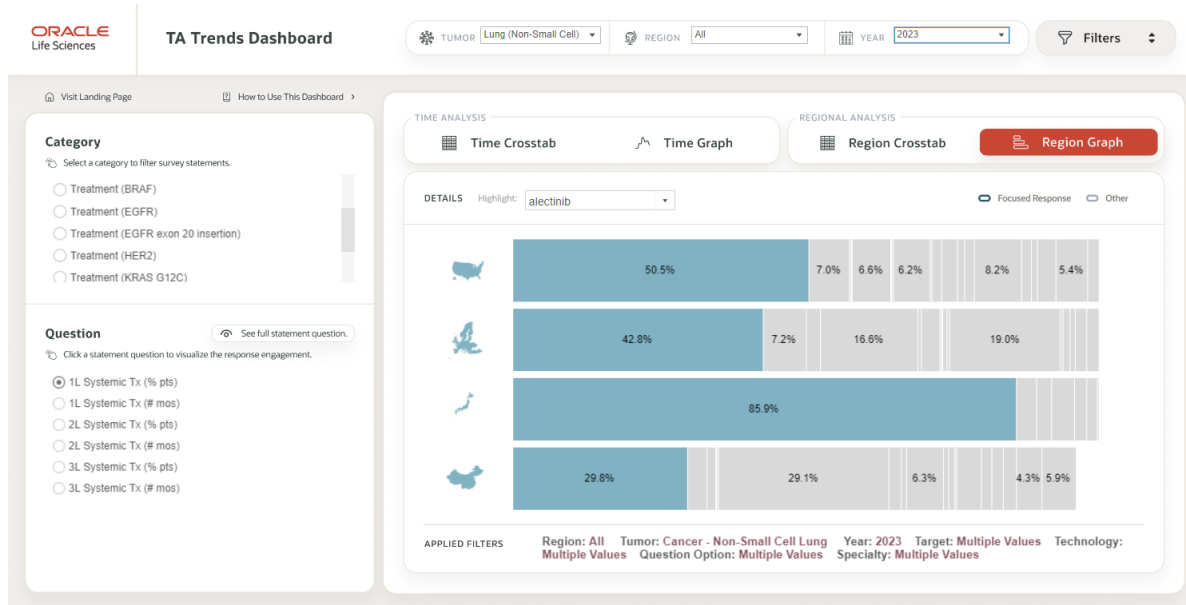 ORACLE
Life Sciences
TA Trends Dashboard
TUMOR Lung (Non-Small Cell)
REGION All
YEAR 2023
Filters
Visit Landing Page
How to Use This Dashboard
Category
Select a category to filter survey statements.
Treatment (BRAF)
Treatment (EGFR)
Treatment (EGFR exon 20 insertion)
Treatment (HER2)
Treatment (KRAS G12C)
Question
See full statement question.
Click a statement question to visualize the response engagement.
1L Systemic Tx (% pts)
1L Systemic Tx (# mos)
2L Systemic Tx (% pts)
2L Systemic Tx (# mos)
3L Systemic Tx (% pts)
3L Systemic Tx (# mos)
TIME ANALYSIS
Time Crosstab
Time Graph
REGIONAL ANALYSIS
Region Crosstab
Region Graph
DETAILS
Highlight: alectinib
Focused Response
Other
50.5% 7.0% 6.6% 6.2% 8.2% 5.4%
42.8% 7.2% 16.6% 19.0%
85.9%
29.8% 29.1% 6.3% 4.3% 5.9%
APPLIED FILTERS
Region: All Tumor: Cancer - Non-Small Cell Lung Year: 2023 Target: Multiple Values Technology:
Multiple Values Question Option: Multiple Values Specialty: Multiple Values